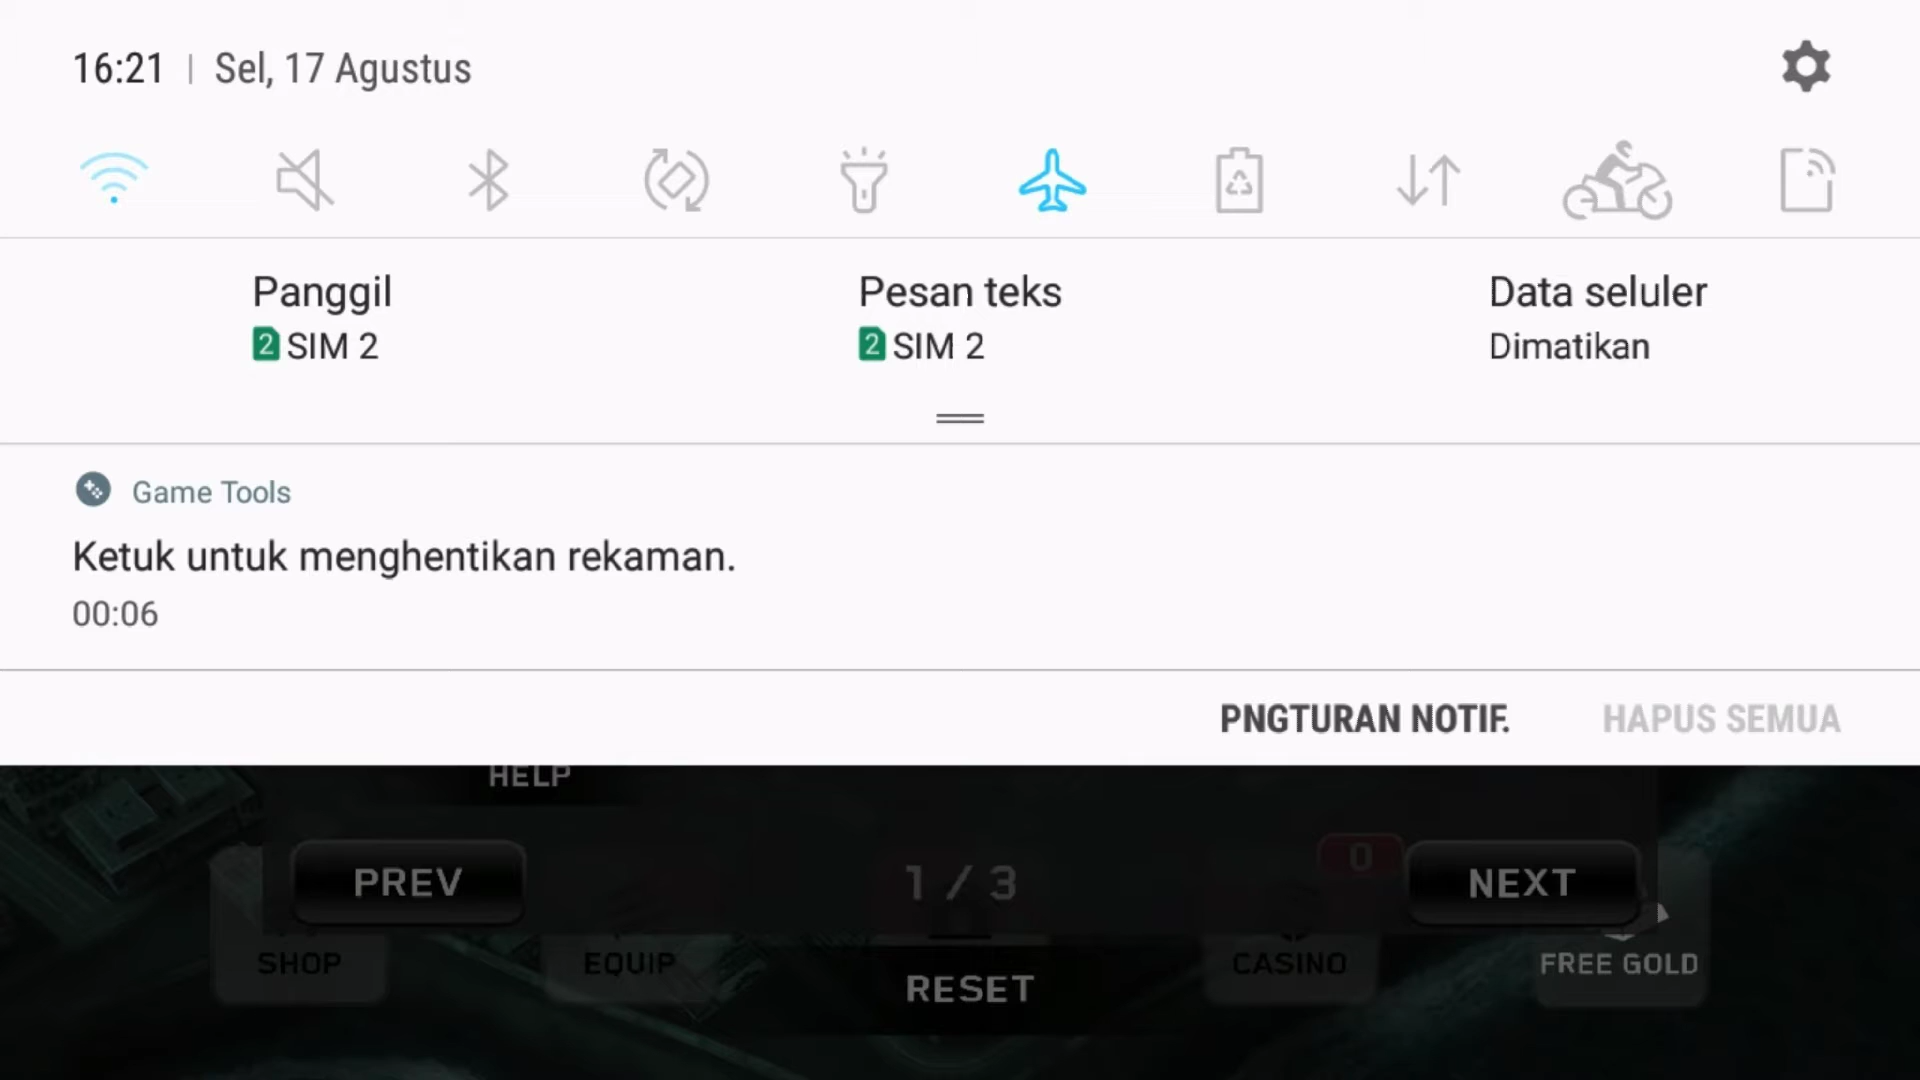 16:21 | Sel, 17 Agustus
Panggil
2 SIM 2
Pesan teks
2 SIM 2
Data seluler
Dimatikan
Game Tools
Ketuk untuk menghentikan rekaman.
00:06
PNGTURAN NOTIF.
HAPUS SEMUA
HELP
PREV
1 / 3
0
NEXT
SHOP
EQUIP
RESET
CASINO
FREE GOLD